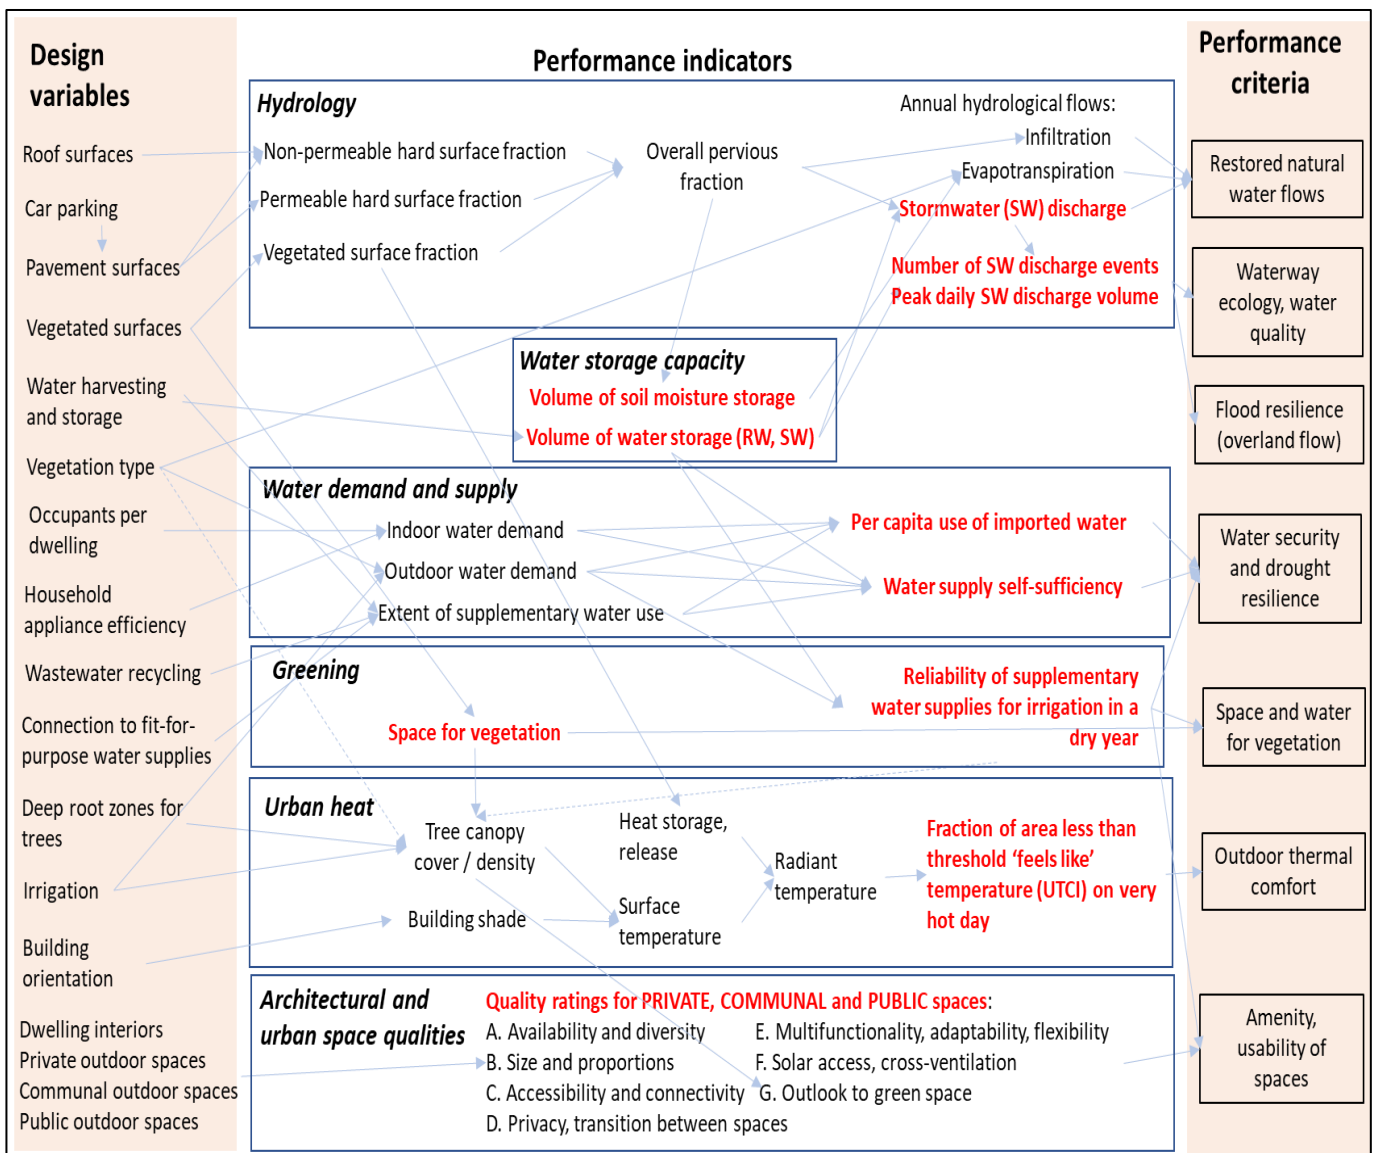 Design
variables
Roof surfaces
Car parking
Pavement surfaces
Vegetated surfaces
Water harvesting
and storage
Vegetation type
Occupants per
dwelling
Household
appliance efficiency
Wastewater recycling
Connection to fit-for-
purpose water supplies
Deep root zones for
trees
Irrigation
Building
orientation
Dwelling interiors
Private outdoor spaces
Communal outdoor spaces
Public outdoor spaces
Performance indicators
Hydrology
Non-permeable hard surface fraction
Permeable hard surface fraction
Vegetated surface fraction
Overall pervious
fraction
Annual hydrological flows:
Infiltration
Evapotranspiration
Stormwater (SW) discharge
Number of SW discharge events
Peak daily SW discharge volume
Water storage capacity
Volume of soil moisture storage
Volume of water storage (RW, SW)
Water demand and supply
Indoor water demand
Outdoor water demand
Extent of supplementary water use
Per capita use of imported water
Water supply self-sufficiency
Greening
Space for vegetation
Reliability of supplementary
water supplies for irrigation in a
dry year
Urban heat
Tree canopy
cover / density
Building shade
Heat storage,
release
Surface
temperature
Radiant
temperature
Fraction of area less than
threshold ‘feels like’
temperature (UTCI) on very
hot day
Architectural and
urban space qualities
Quality ratings for PRIVATE, COMMUNAL and PUBLIC spaces:
A. Availability and diversity
B. Size and proportions
C. Accessibility and connectivity
D. Privacy, transition between spaces
E. Multifunctionality, adaptability, flexibility
F. Solar access, cross-ventilation
G. Outlook to green space
Performance
criteria
Restored natural
water flows
Waterway
ecology, water
quality
Flood resilience
(overland flow)
Water security
and drought
resilience
Space and water
for vegetation
Outdoor thermal
comfort
Amenity,
usability of
spaces